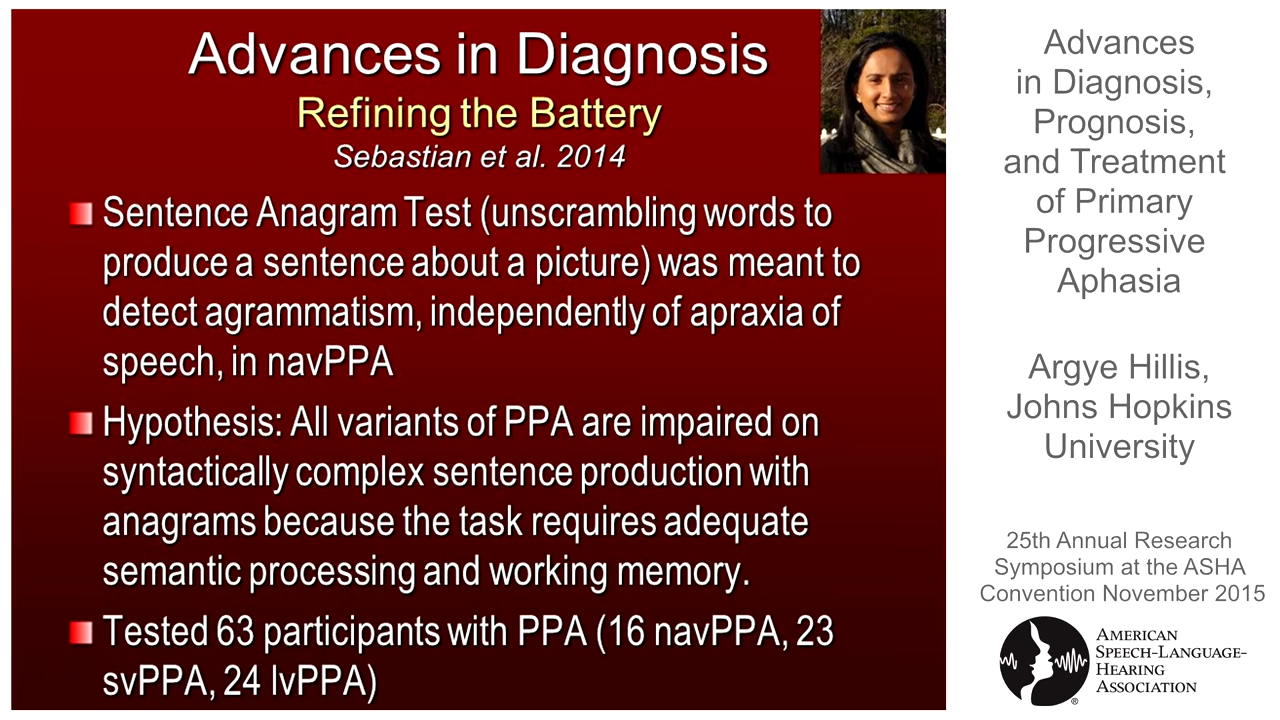 Advances in Diagnosis
Refining the Battery
Sebastian et al. 2014
Sentence Anagram Test (unscrambling words to
produce a sentence about a picture) was meant to
detect agrammatism, independently of apraxia of
speech, in navPPA
Hypothesis: All variants of PPA are impaired on
syntactically complex sentence production with
anagrams because the task requires adequate
semantic processing and working memory.
Tested 63 participants with PPA (16 navPPA, 23
svPPA, 24 lvPPA)
Advances
in Diagnosis,
Prognosis,
and Treatment
of Primary
Progressive
Aphasia
Argye Hillis,
Johns Hopkins
University
25th Annual Research
Symposium at the ASHA
Convention November 2015
AMERICAN
SPEECH-LANGUAGE-
HEARING
ASSOCIATION
®